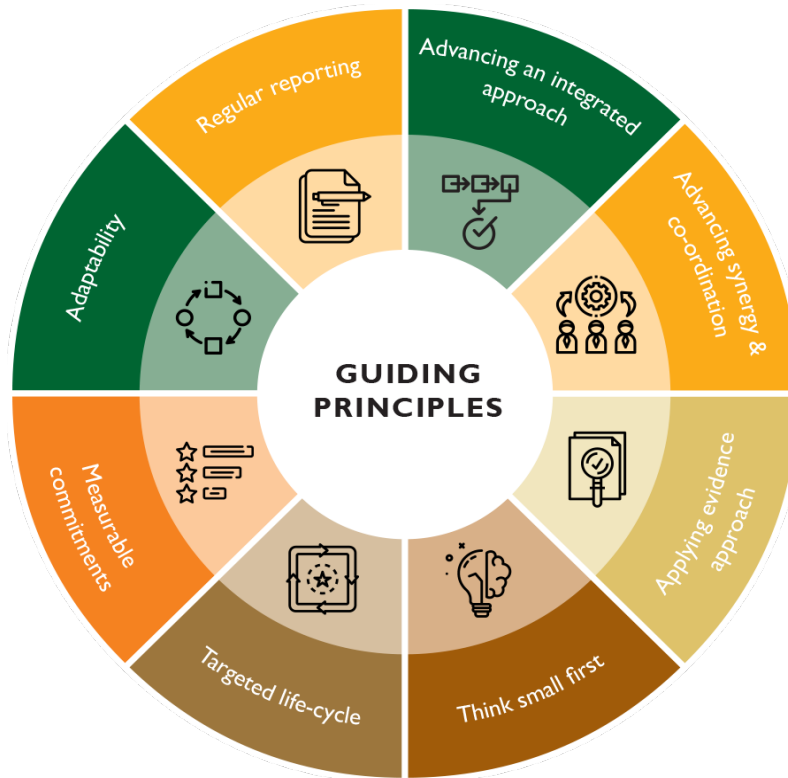 GUIDING
PRINCIPLES
Advancing an integrated
approach
Advancing synergy &
co-ordination
Applying evidence
approach
Think small first
Targeted life-cycle
Measurable
commitments
Adaptability
Regular reporting